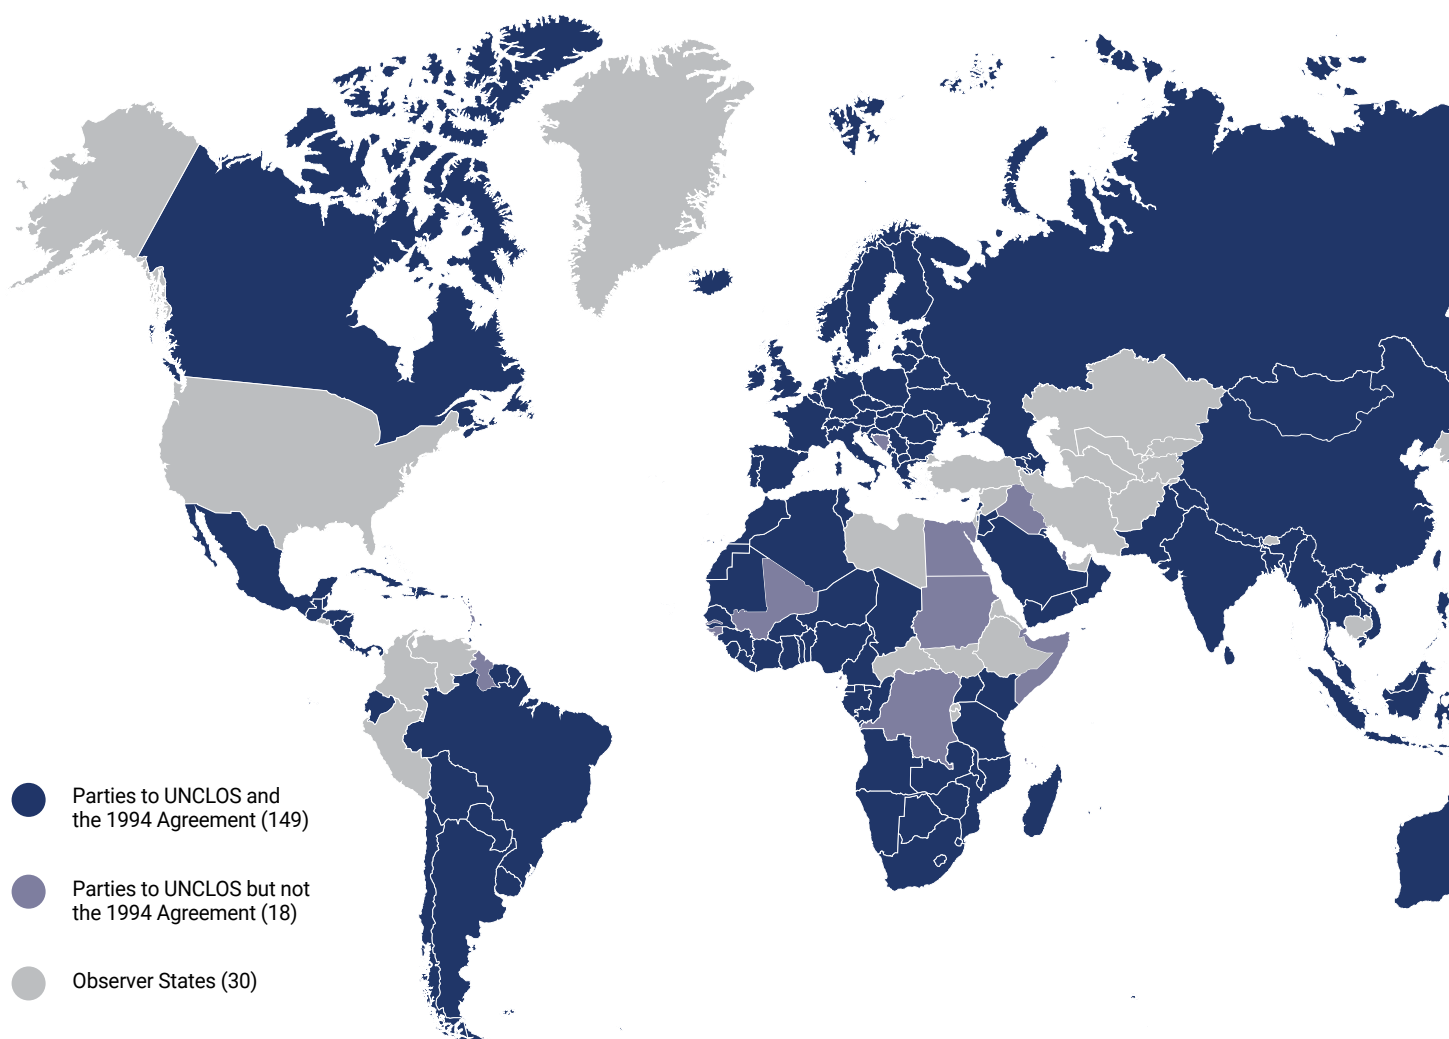 Parties to UNCLOS and
the 1994 Agreement (149)
Parties to UNCLOS but not
the 1994 Agreement (18)
Observer States (30)